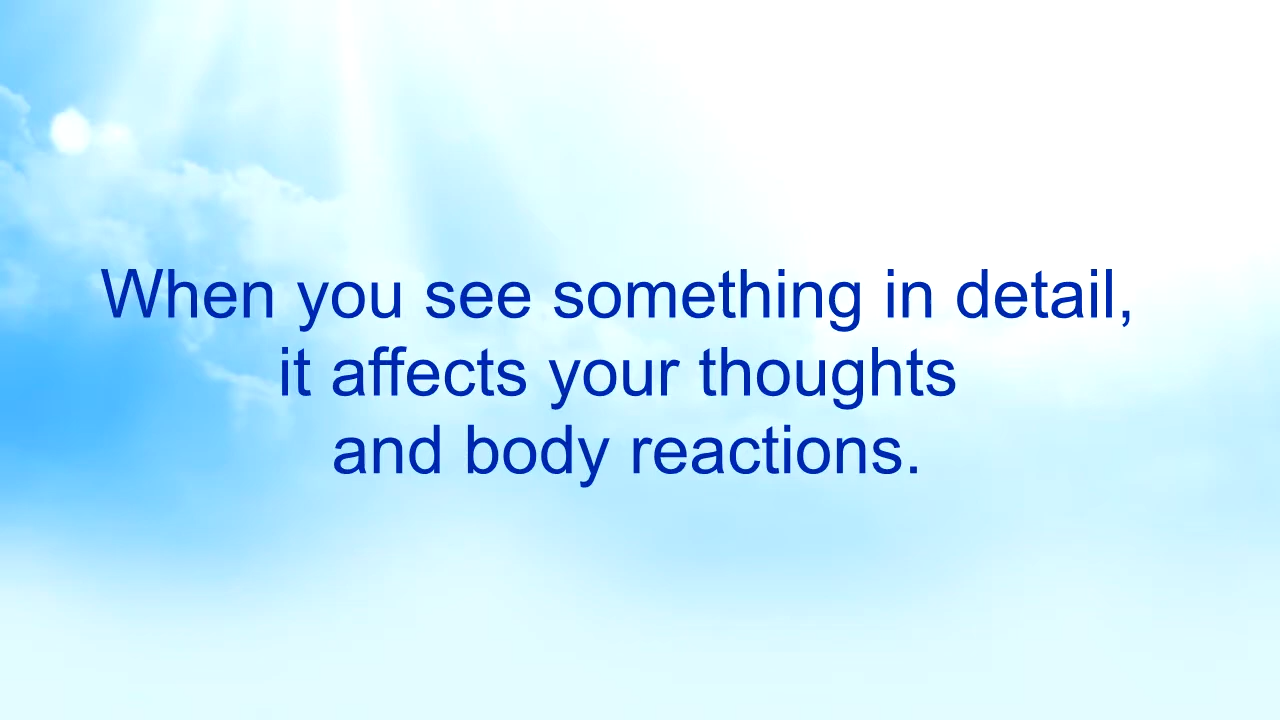 When you see something in detail,
it affects your thoughts
and body reactions.